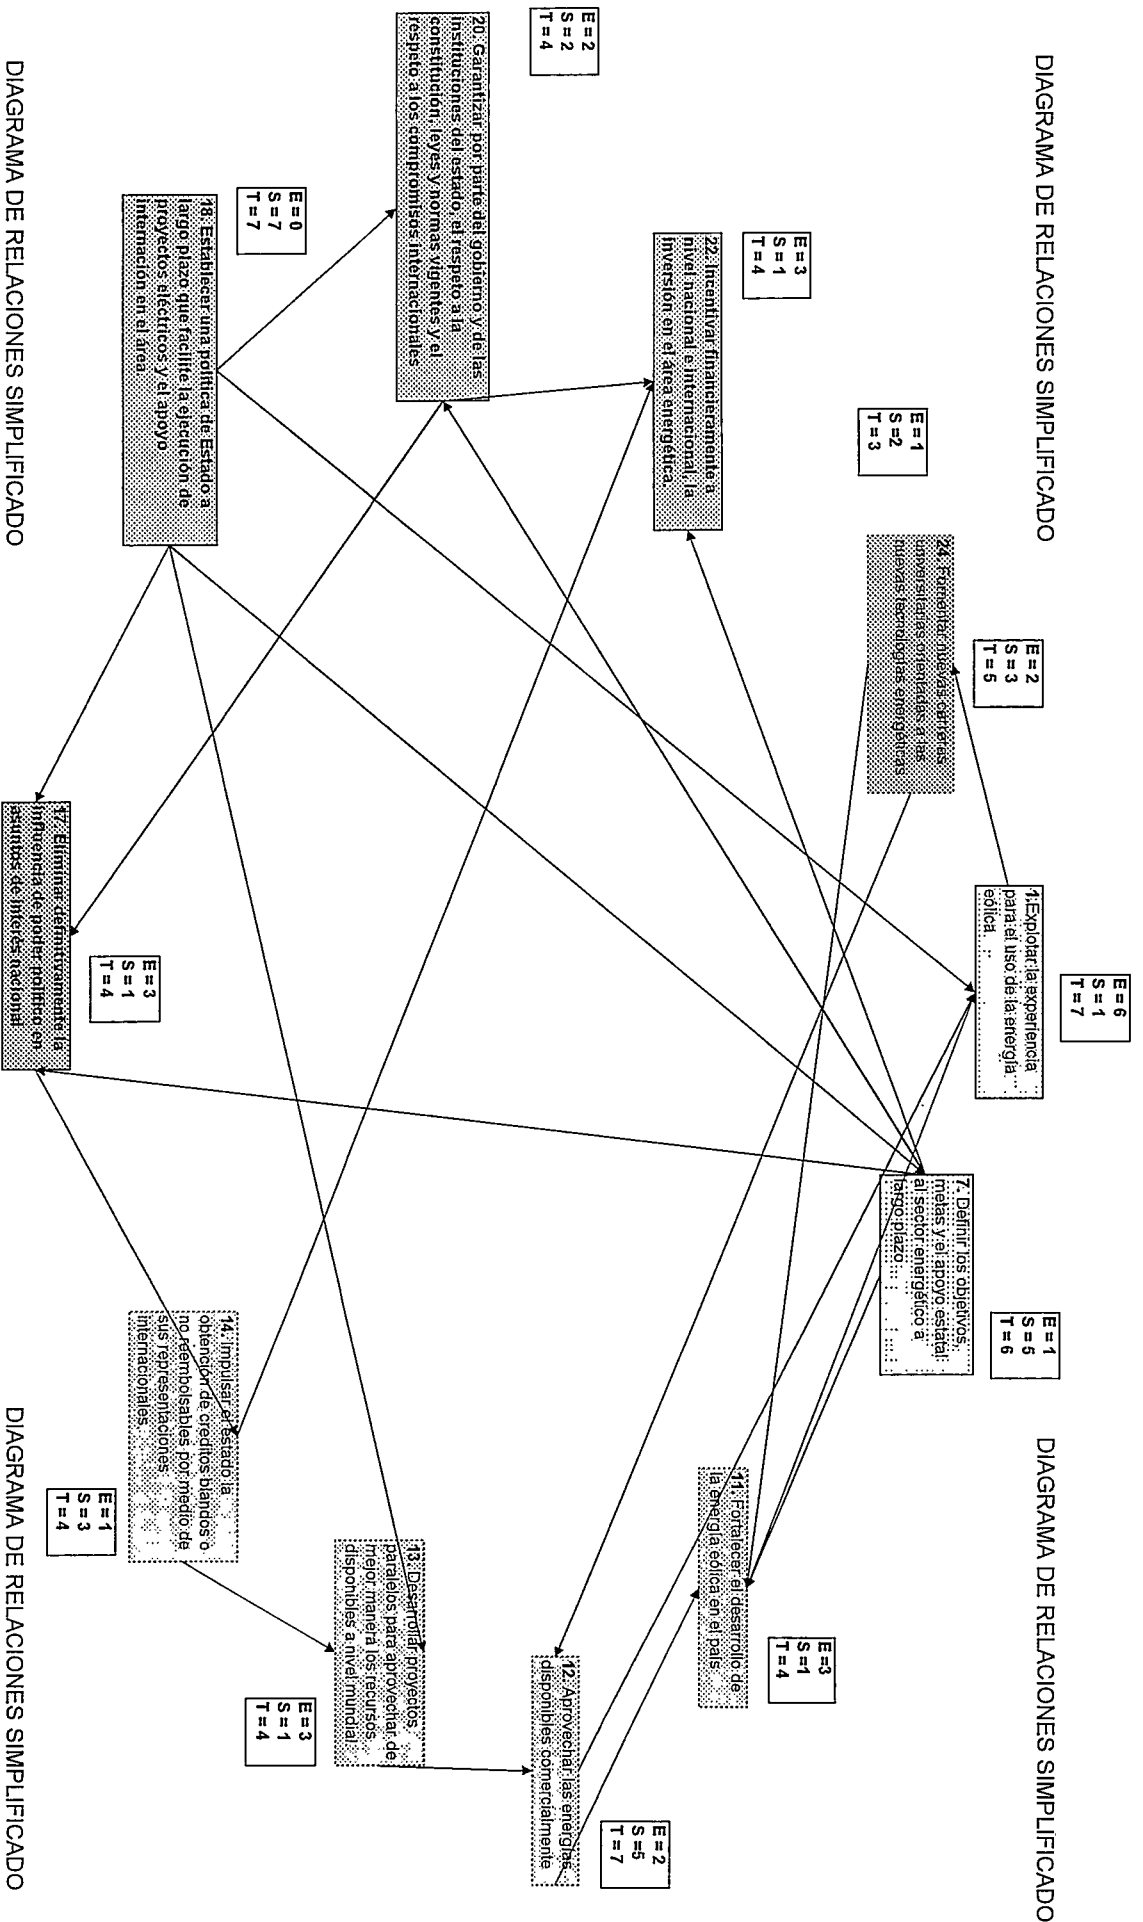 DIAGRAMA DE RELACIONES SIMPLIFICADO
DIAGRAMA DE RELACIONES SIMPLIFICADO
E = 6
S = 1
T = 7
1.Explotar la experiencia
para el uso de la energía
eólica.
E = 1
S = 5
T = 6
7. Definir los objetivos,
metas y el apoyo estatal
al sector energético a
largo plazo
E = 2
S = 3
T = 5
24. Fomentar nuevas carreras
universitarias orientadas a las
nuevas tecnologías energéticas
E = 1
S =2
T = 3
E =3
S =1
T = 4
11. Fortalecer el desarrollo de
la energía eólica en el país.
E = 3
S = 1
T = 4
22. Incentivar financieramente a
nivel nacional e internacional, la
inversión en el área energética.
E = 2
S =5
T = 7
12. Aprovechar las energías
disponibles comercialmente
E = 2
S = 2
T = 4
20. Garantizar por parte del gobierno y de las
instituciones del estado, el respeto a la
constitución, leyes y normas vigentes y el
respeto a los compromisos internacionales
13. Desarrollar proyectos
paralelos para aprovechar de
mejor manera los recursos
disponibles a nivel mundial
E = 3
S = 1
T = 4
E = 0
S = 7
T = 7
18. Establecer una política de Estado a
largo plazo que facilite la ejecución de
proyectos eléctricos y el apoyo
internación en el área
14. Impulsar el estado la
obtención de creditos blandos o
no reembolsables por medio de
sus representaciones
internacionales
E = 1
S = 3
T = 4
E = 3
S = 1
T = 4
17. Eliminar definitivamente la
influencia de poder político en
asuntos de interés nacional
DIAGRAMA DE RELACIONES SIMPLIFICADO
DIAGRAMA DE RELACIONES SIMPLIFICADO